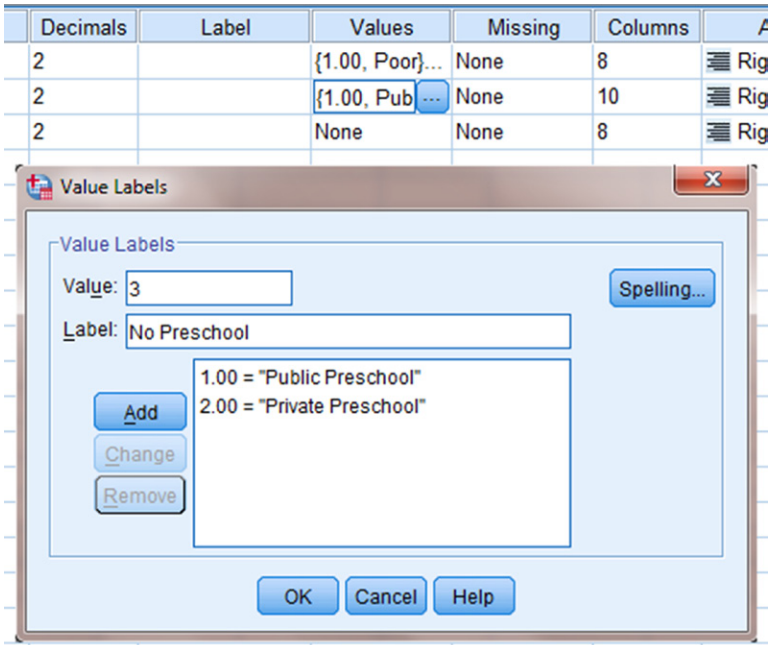 Decimals Label Values Missing Columns A
2 {1.00, Poor}... None 8 Rig
2 {1.00, Pub ... None 10 Rig
2 None None 8 Rig
Value Labels
Value Labels
Value: 3 Spelling...
Label: No Preschool
1.00 = "Public Preschool"
Add 2.00 = "Private Preschool"
Change
Remove
OK Cancel Help